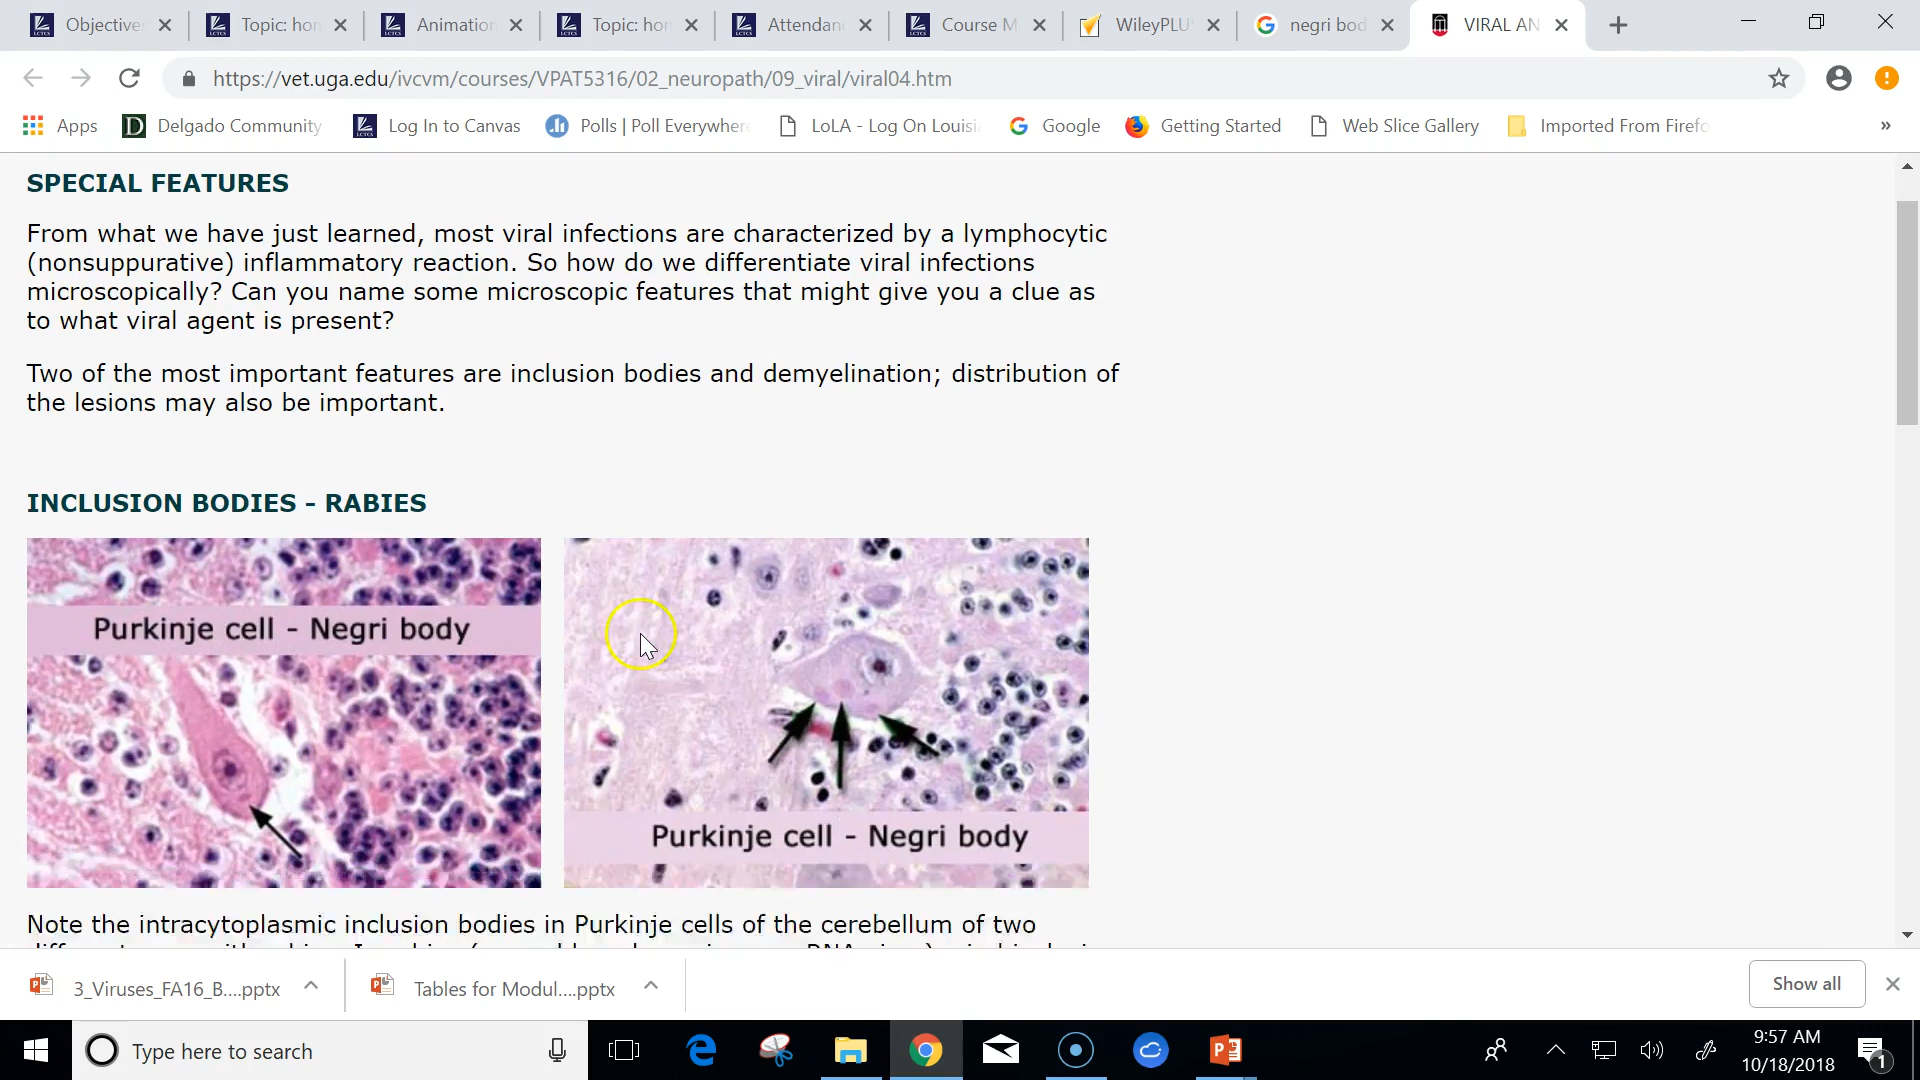 Objectives
Topic: hon
Animation
Topic: hon
Attendanc
Course M
WileyPLUS
negri bod
VIRAL AN
https://vet.uga.edu/ivcvm/courses/VPAT5316/02_neuropath/09_viral/viral04.htm
Apps
Delgado Community
Log In to Canvas
Polls | Poll Everywher
LoLA - Log On Louisi
Google
Getting Started
Web Slice Gallery
Imported From Firefo
»
SPECIAL FEATURES
From what we have just learned, most viral infections are characterized by a lymphocytic
(nonsuppurative) inflammatory reaction. So how do we differentiate viral infections
microscopically? Can you name some microscopic features that might give you a clue as
to what viral agent is present?
Two of the most important features are inclusion bodies and demyelination; distribution of
the lesions may also be important.
INCLUSION BODIES - RABIES
Purkinje cell - Negri body
Purkinje cell - Negri body
Note the intracytoplasmic inclusion bodies in Purkinje cells of the cerebellum of two
3_Viruses_FA16_B....pptx
Tables for Modul....pptx
Show all
Type here to search
9:57 AM
10/18/2018
1